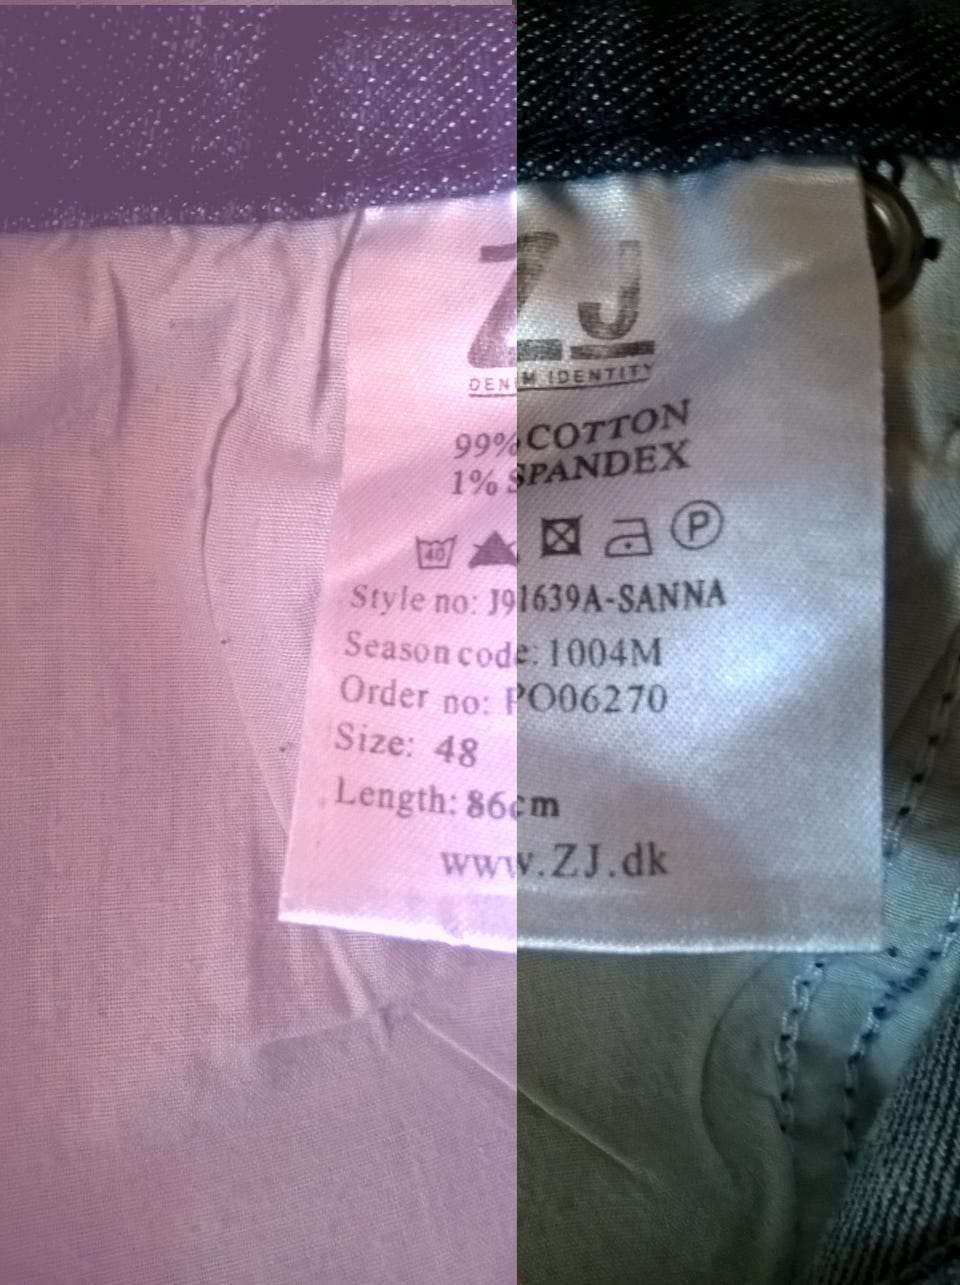 ZJ
DENIM IDENTITY
99% COTTON
1% SPANDEX
40 P
Style no: J91639A-SANNA
Season code: 1004M
Order no: PO06270
Size: 48
Length: 86cm
www.ZJ.dk